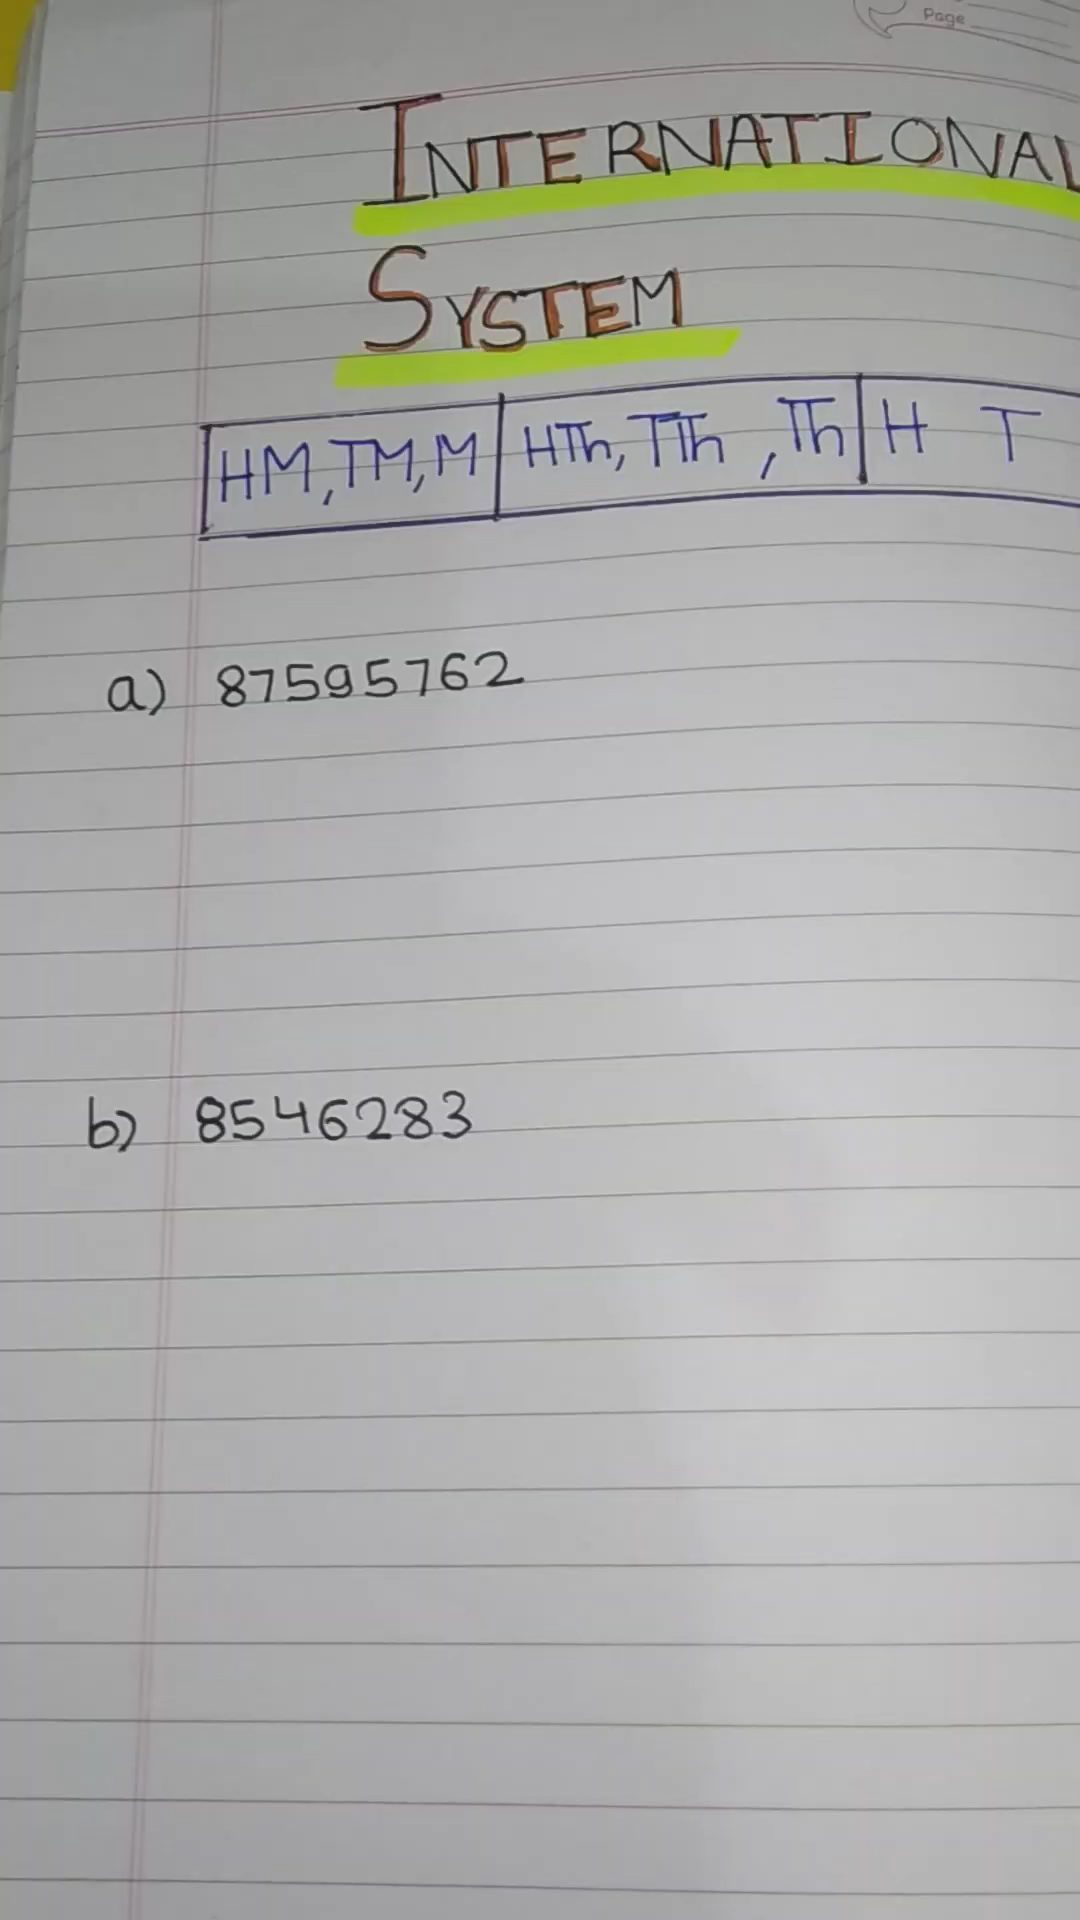 Page
INTERNATIONAL
SYSTEM
HM, TM, M | HTh, TTh , Th | H T
a) 87595762
b) 8546283